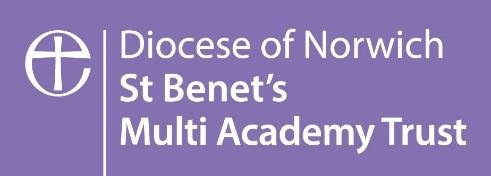 Diocese of Norwich
St Benet's
Multi Academy Trust